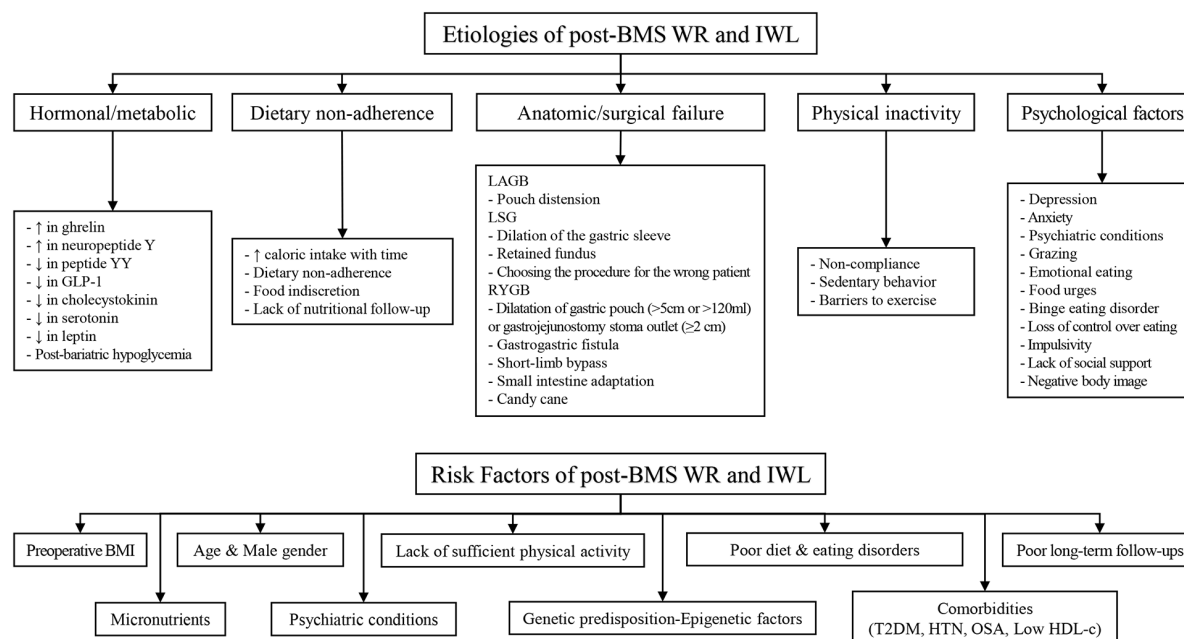 Etiologies of post-BMS WR and IWL
Hormonal/metabolic
Dietary non-adherence
Anatomic/surgical failure
Physical inactivity
Psychological factors
- ↑ in ghrelin
- ↑ in neuropeptide Y
- ↓ in peptide YY
- ↓ in GLP-1
- ↓ in cholecystokinin
- ↓ in serotonin
- ↓ in leptin
- Post-bariatric hypoglycemia
- ↑ caloric intake with time
- Dietary non-adherence
- Food indiscretion
- Lack of nutritional follow-up
LAGB
- Pouch distension
LSG
- Dilation of the gastric sleeve
- Retained fundus
- Choosing the procedure for the wrong patient
RYGB
- Dilatation of gastric pouch (>5cm or >120ml)
or gastrojejunostomy stoma outlet (≥2 cm)
- Gastrogastric fistula
- Short-limb bypass
- Small intestine adaptation
- Candy cane
- Non-compliance
- Sedentary behavior
- Barriers to exercise
- Depression
- Anxiety
- Psychiatric conditions
- Grazing
- Emotional eating
- Food urges
- Binge eating disorder
- Loss of control over eating
- Impulsivity
- Lack of social support
- Negative body image
Risk Factors of post-BMS WR and IWL
Preoperative BMI
Age & Male gender
Lack of sufficient physical activity
Poor diet & eating disorders
Poor long-term follow-ups
Micronutrients
Psychiatric conditions
Genetic predisposition-Epigenetic factors
Comorbidities
(T2DM, HTN, OSA, Low HDL-c)